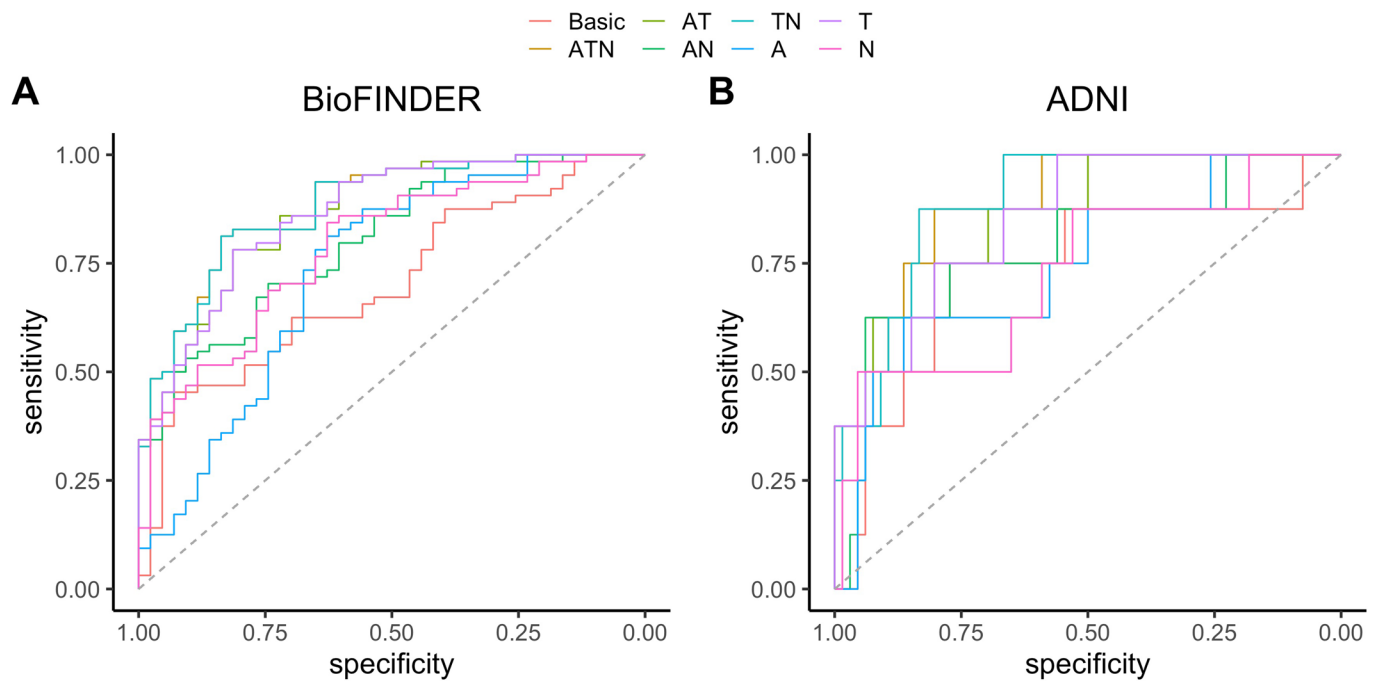 Basic AT TN T
ATN AN A N
A BioFINDER
B ADNI
1.00
0.75
0.50
0.25
0.00
sensitivity
1.00 0.75 0.50 0.25 0.00
specificity
1.00
0.75
0.50
0.25
0.00
sensitivity
1.00 0.75 0.50 0.25 0.00
specificity